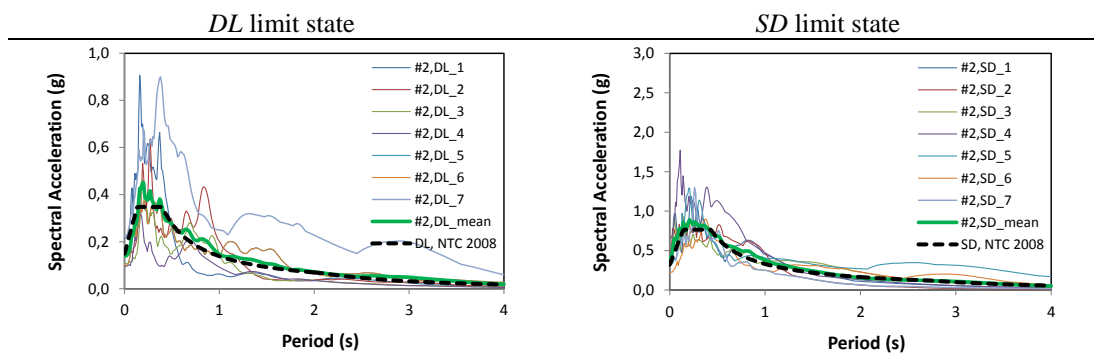 DL limit state
SD limit state
Spectral Acceleration (g)
1,0
0,8
0,6
0,4
0,2
0,0
0
1
2
3
4
Period (s)
#2,DL_1
#2,DL_2
#2,DL_3
#2,DL_4
#2,DL_5
#2,DL_6
#2,DL_7
#2,DL_mean
DL, NTC 2008
Spectral Acceleration (g)
3,0
2,5
2,0
1,5
1,0
0,5
0,0
0
1
2
3
4
Period (s)
#2,SD_1
#2,SD_2
#2,SD_3
#2,SD_4
#2,SD_5
#2,SD_6
#2,SD_7
#2,SD_mean
SD, NTC 2008